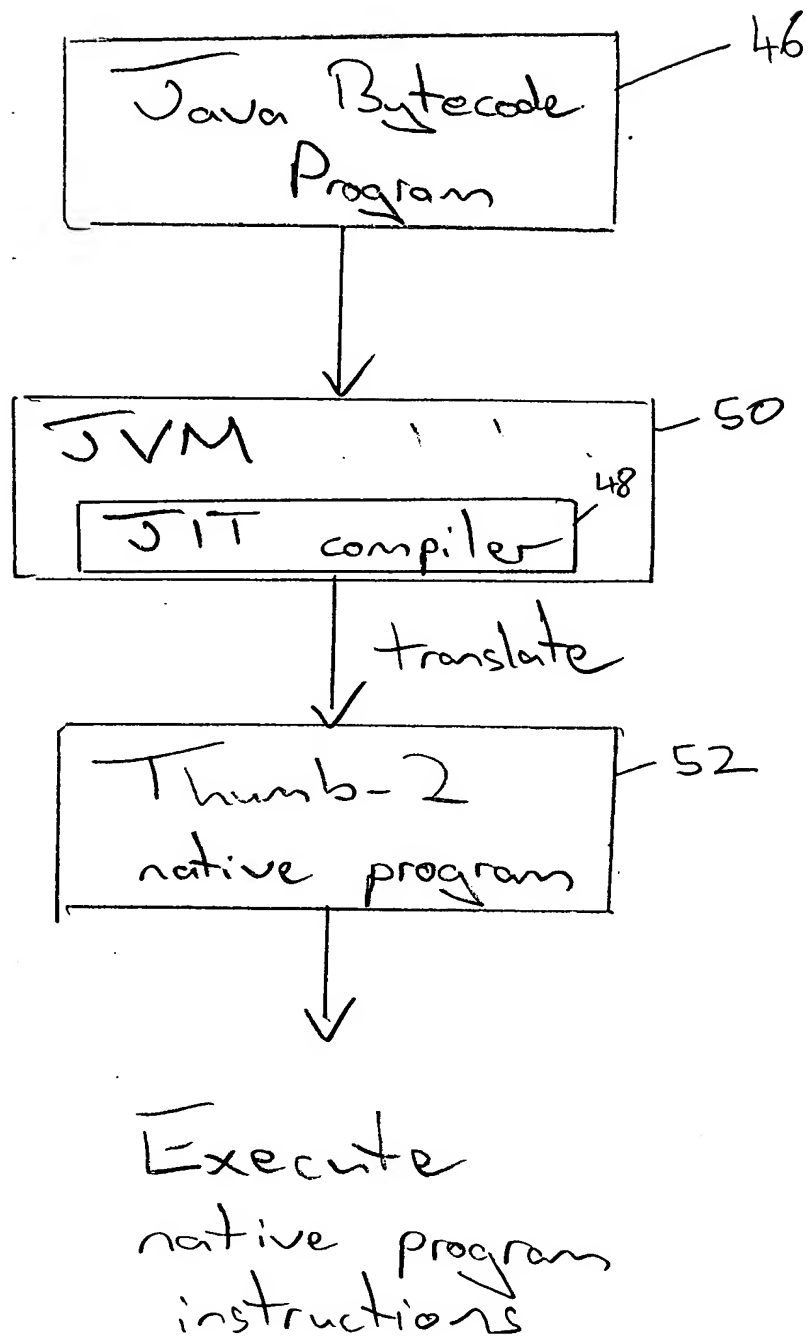 46
Java Bytecode
Program
50
JVM
48
JIT compiler
translate
52
Thumb-2
native program
Execute
native program
instructions